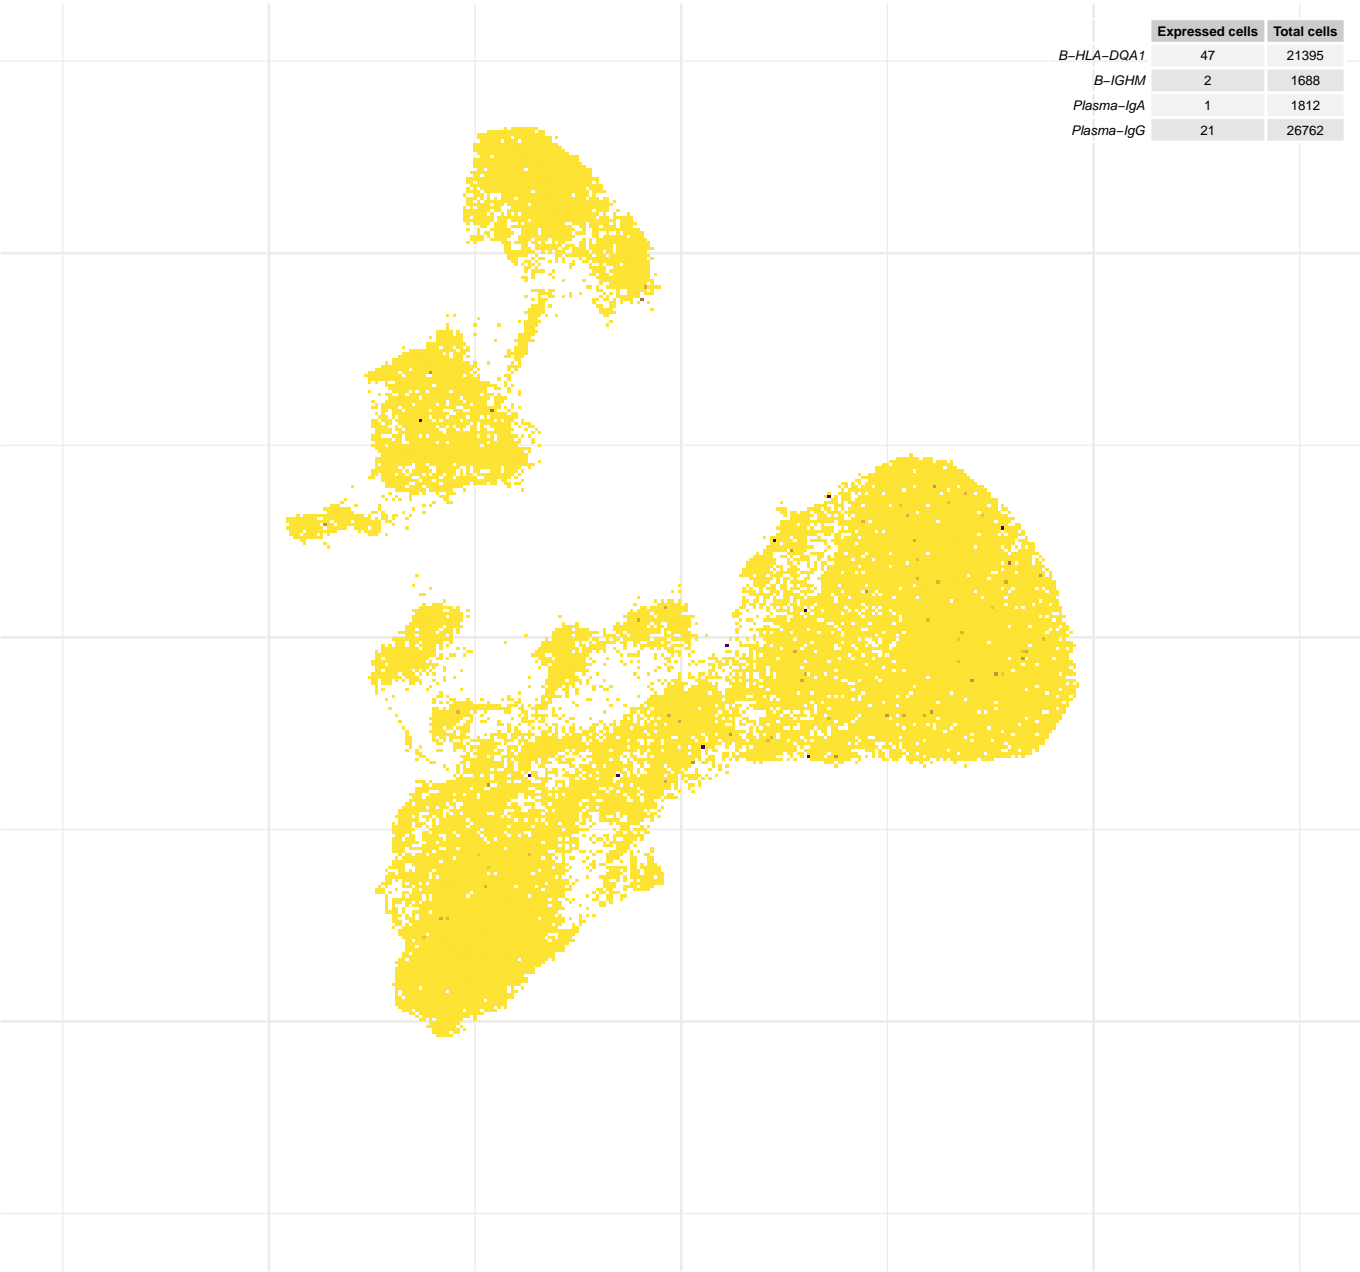 Expressed cells Total cells
B−HLA−DQA1 47 21395
B−IGHM 2 1688
Plasma−IgA 1 1812
Plasma−IgG 21 26762